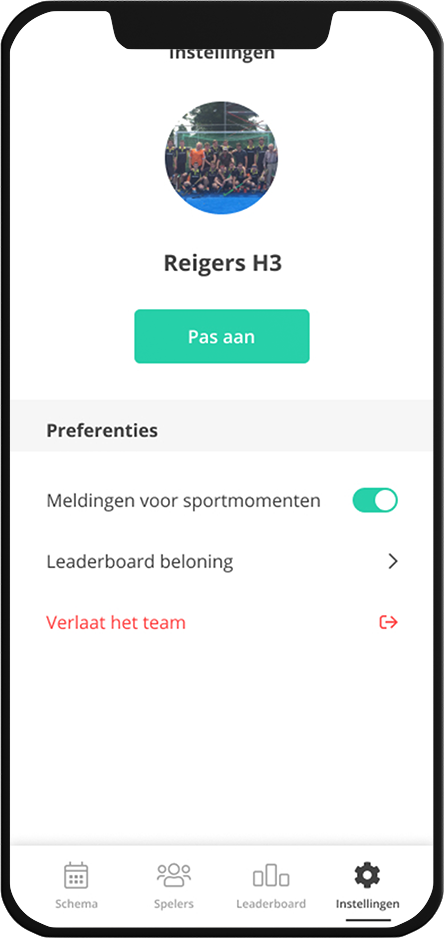 Instellingen
Reigers H3
Pas aan
Preferenties
Meldingen voor sportmomenten
Leaderboard beloning
Verlaat het team
Schema
Spelers
Leaderboard
Instellingen